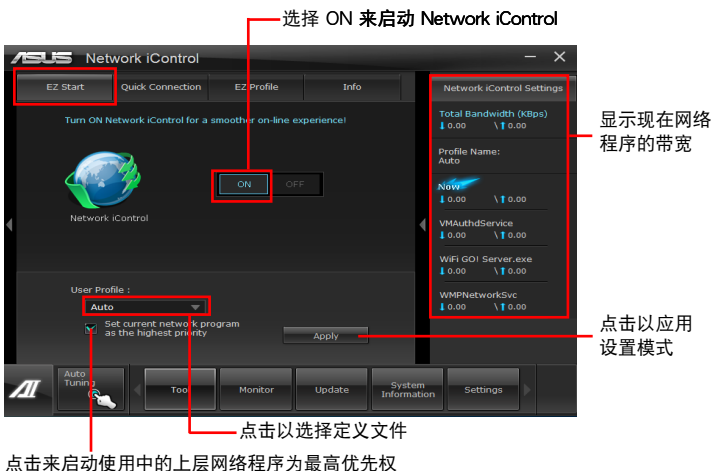 选择 ON 来启动 Network iControl
ASUS Network iControl
EZ Start
Quick Connection
EZ Profile
Info
Turn ON Network iControl for a smoother on-line experience!
ON
OFF
Network iControl
User Profile :
Auto
Set current network program
as the highest priority
Apply
Network iControl Settings
Total Bandwidth (KBps)
0.00 \ 0.00
Profile Name:
Auto
Now
0.00 \ 0.00
VMAuthdService
0.00 \ 0.00
WiFi GO! Server.exe
0.00 \ 0.00
WMPNetworkSvc
0.00 \ 0.00
显示现在网络
程序的带宽
点击以应用
设置模式
Auto
Tuning
Tool
Monitor
Update
System
Information
Settings
点击以选择定义文件
点击来启动使用中的上层网络程序为最高优先权